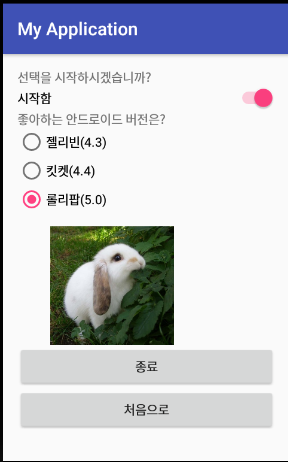 My Application
선택을 시작하시겠습니까?
시작함
좋아하는 안드로이드 버전은?
젤리빈(4.3)
킷켓(4.4)
롤리팝(5.0)
종료
처음으로